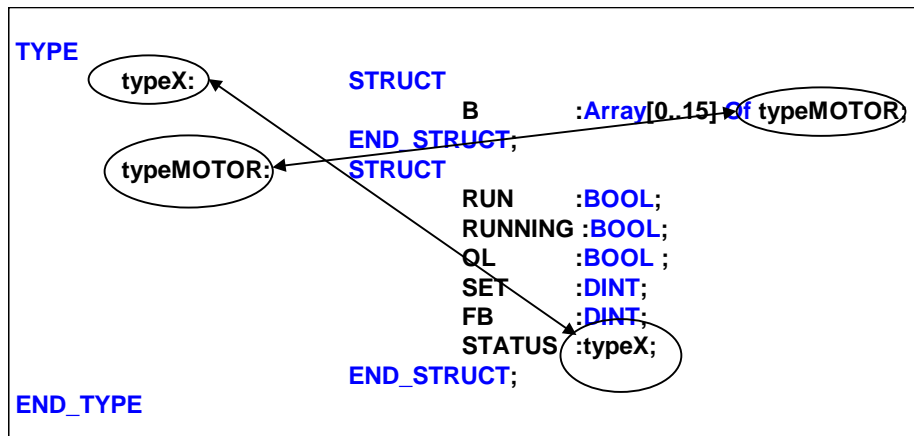 TYPE
typeX: STRUCT
B :Array[0..15] Of typeMOTOR;
END_STRUCT;
typeMOTOR: STRUCT
RUN :BOOL;
RUNNING :BOOL;
OL :BOOL ;
SET :DINT;
FB :DINT;
STATUS :typeX;
END_STRUCT;
END_TYPE